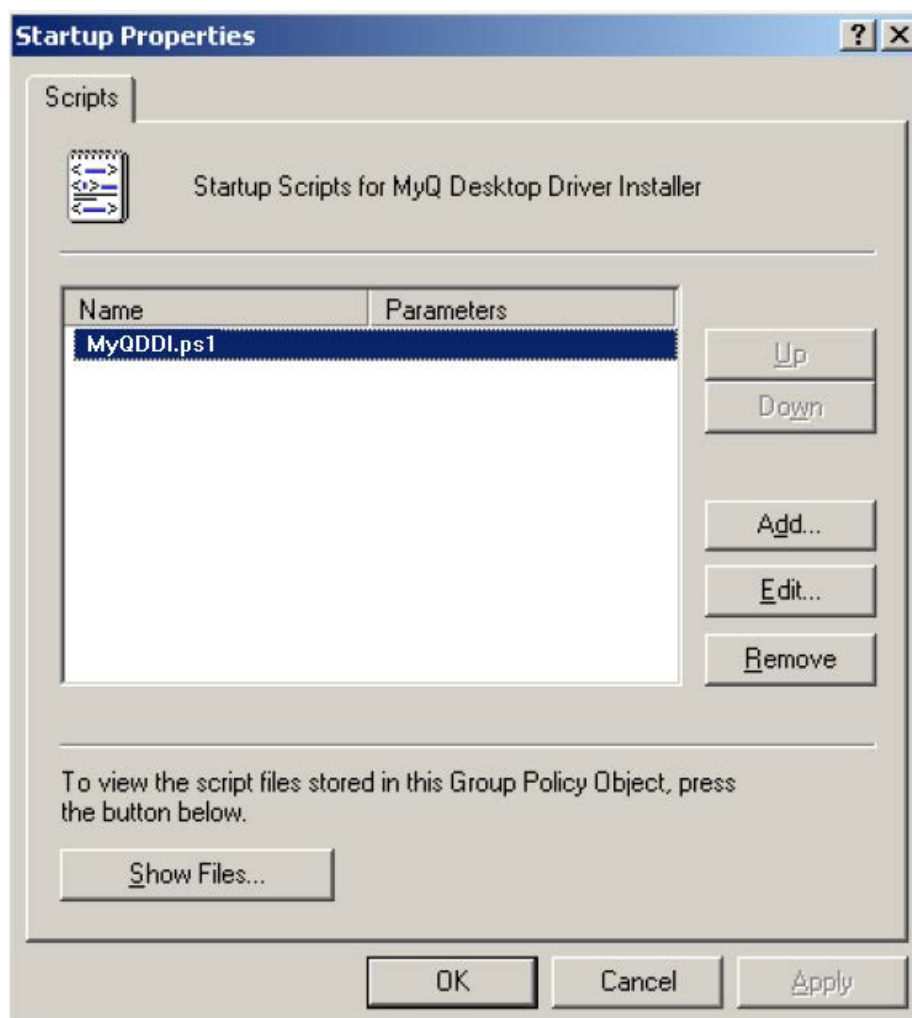 Startup Properties
Scripts
Startup Scripts for MyQ Desktop Driver Installer
Name Parameters
MyQDDI.ps1
Up
Down
Add...
Edit...
Remove
To view the script files stored in this Group Policy Object, press
the button below.
Show Files...
OK Cancel Apply